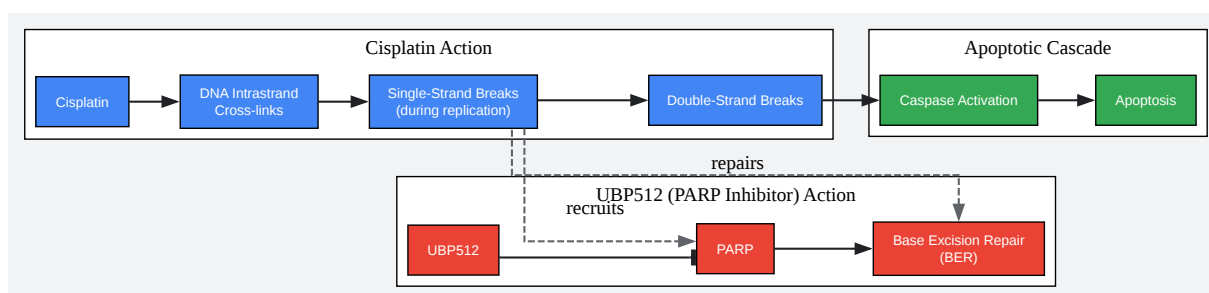 Cisplatin Action
Apoptotic Cascade
Cisplatin
DNA Intrastrand
Cross-links
Single-Strand Breaks
(during replication)
Double-Strand Breaks
Caspase Activation
Apoptosis
repairs
UBP512 (PARP Inhibitor) Action
recruits
UBP512
PARP
Base Excision Repair
(BER)